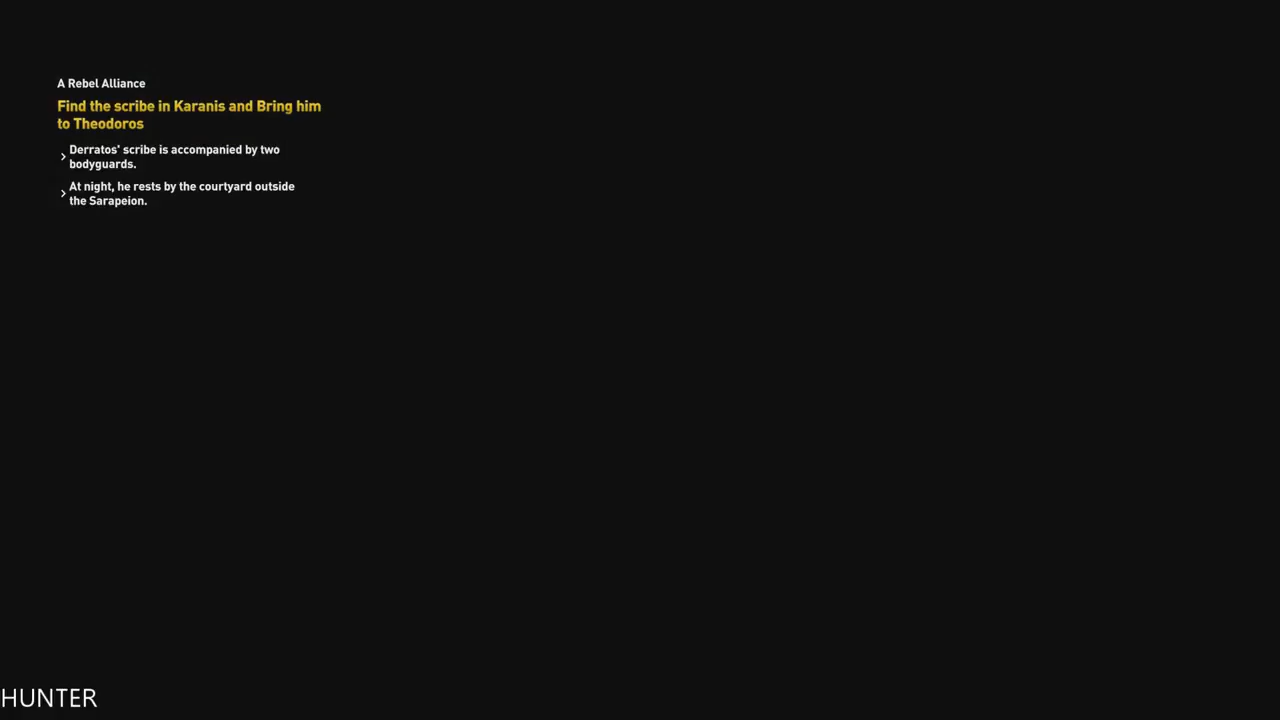 A Rebel Alliance
Find the scribe in Karanis and Bring him
to Theodoros
Derratos' scribe is accompanied by two
bodyguards.
At night, he rests by the courtyard outside
the Sarapeion.
HUNTER